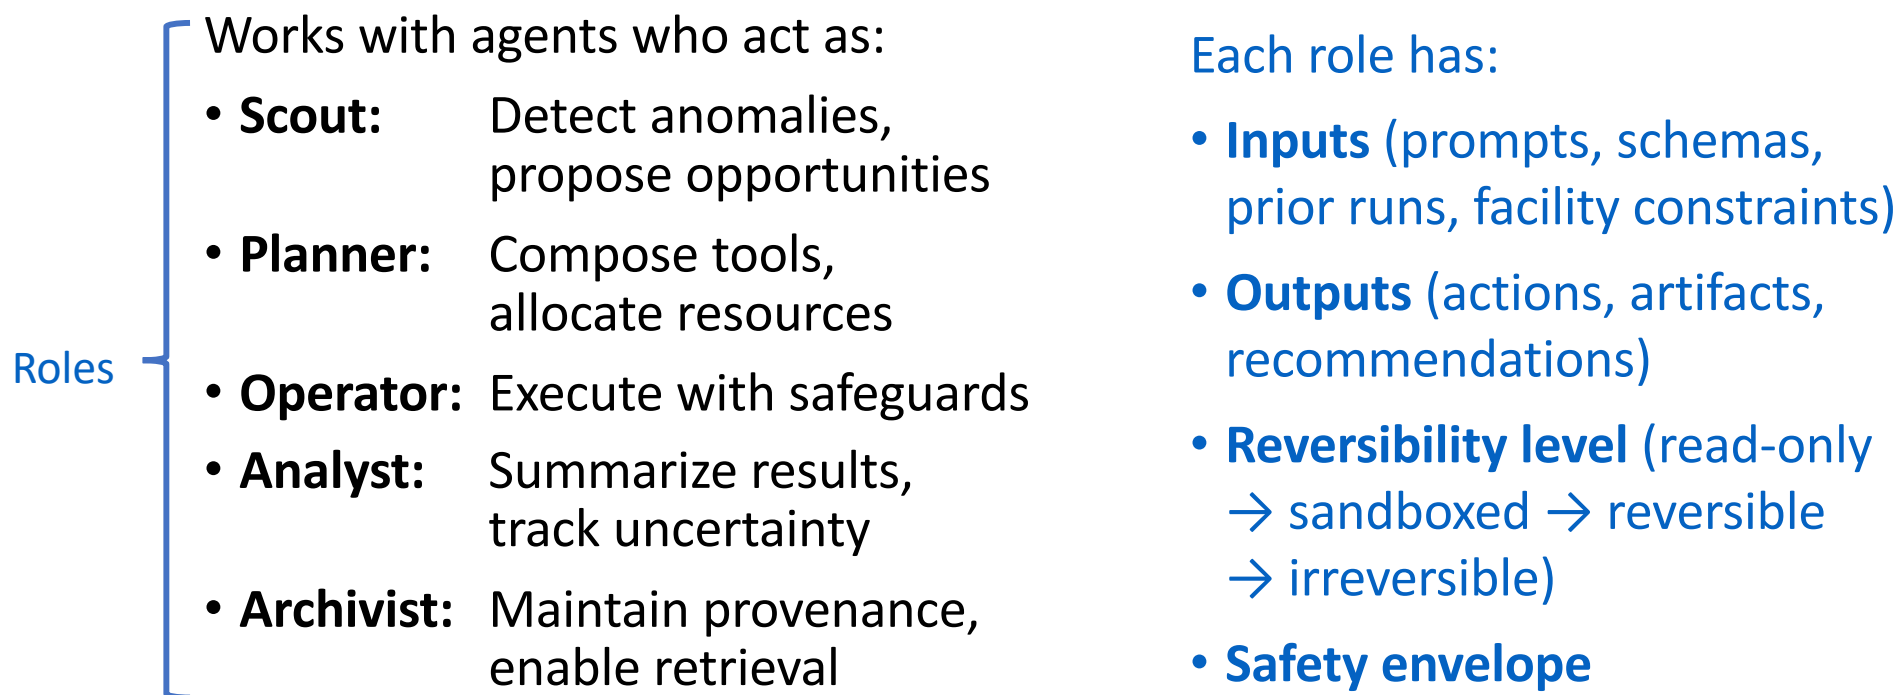 Roles
Works with agents who act as:
• Scout: Detect anomalies,
propose opportunities
• Planner: Compose tools,
allocate resources
• Operator: Execute with safeguards
• Analyst: Summarize results,
track uncertainty
• Archivist: Maintain provenance,
enable retrieval
Each role has:
• Inputs (prompts, schemas,
prior runs, facility constraints)
• Outputs (actions, artifacts,
recommendations)
• Reversibility level (read-only
→ sandboxed → reversible
→ irreversible)
• Safety envelope